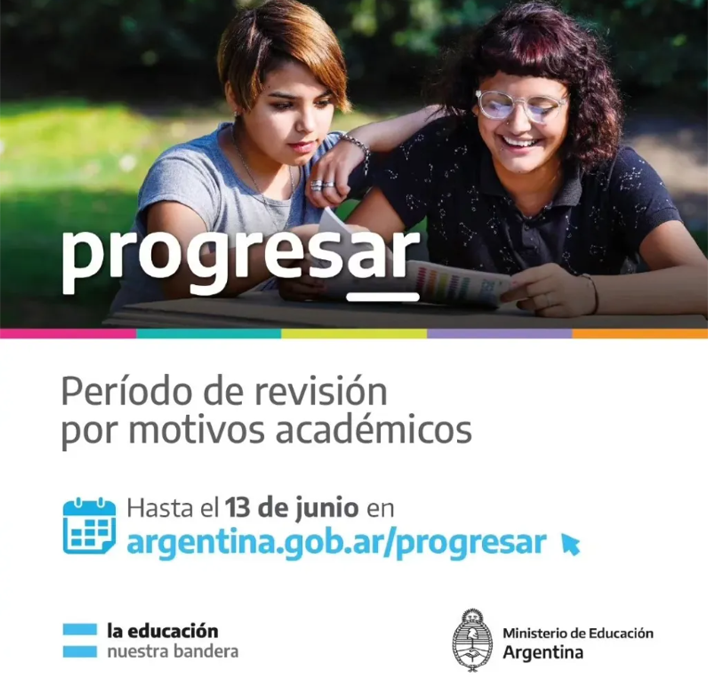 progresar
Período de revisión
por motivos académicos
Hasta el 13 de junio en
argentina.gob.ar/progresar
la educación
nuestra bandera
Ministerio de Educación
Argentina